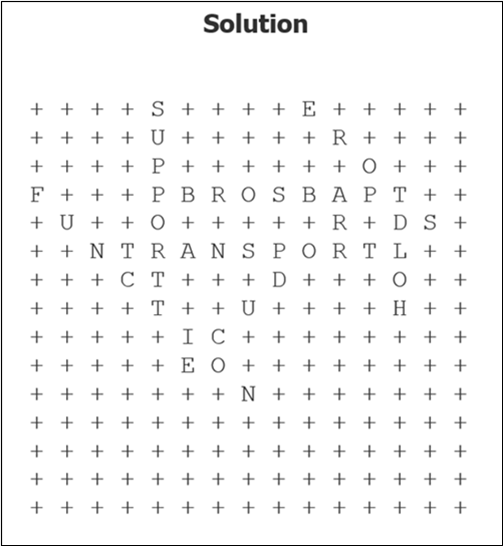 Solution
+ + + + S + + + + E + + + + +
+ + + + U + + + + + R + + + +
+ + + + P + + + + + + O + + +
F + + + P B R O S B A P T + +
+ U + + O + + + + + R + D S +
+ + N T R A N S P O R T L + +
+ + + C T + + + D + + + O + +
+ + + + T + + U + + + + H + +
+ + + + + I C + + + + + + + +
+ + + + + E O + + + + + + + +
+ + + + + + + N + + + + + + +
+ + + + + + + + + + + + + + +
+ + + + + + + + + + + + + + +
+ + + + + + + + + + + + + + +
+ + + + + + + + + + + + + + +